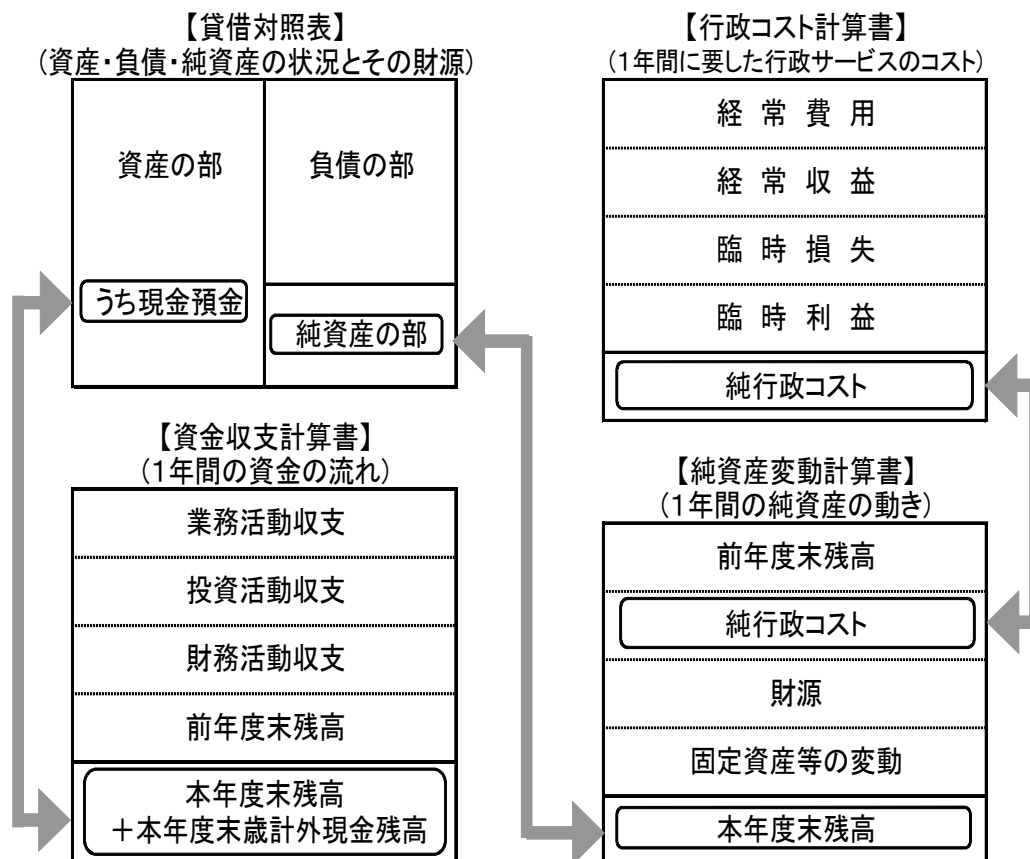 【貸借対照表】
(資産・負債・純資産の状況とその財源)
資産の部
負債の部
うち現金預金
純資産の部
【行政コスト計算書】
(1年間に要した行政サービスのコスト)
経 常 費 用
経 常 収 益
臨 時 損 失
臨 時 利 益
純行政コスト
【資金収支計算書】
(1年間の資金の流れ)
業務活動収支
投資活動収支
財務活動収支
前年度末残高
本年度末残高
+本年度末歳計外現金残高
【純資産変動計算書】
(1年間の純資産の動き)
前年度末残高
純行政コスト
財源
固定資産等の変動
本年度末残高